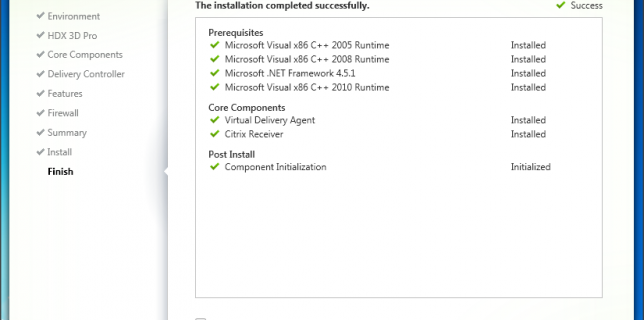 Environment
HDX 3D Pro
Core Components
Delivery Controller
Features
Firewall
Summary
Install
Finish
The installation completed successfully. Success
Prerequisites
Microsoft Visual x86 C++ 2005 Runtime Installed
Microsoft Visual x86 C++ 2008 Runtime Installed
Microsoft .NET Framework 4.5.1 Installed
Microsoft Visual x86 C++ 2010 Runtime Installed
Core Components
Virtual Delivery Agent Installed
Citrix Receiver Installed
Post Install
Component Initialization Initialized